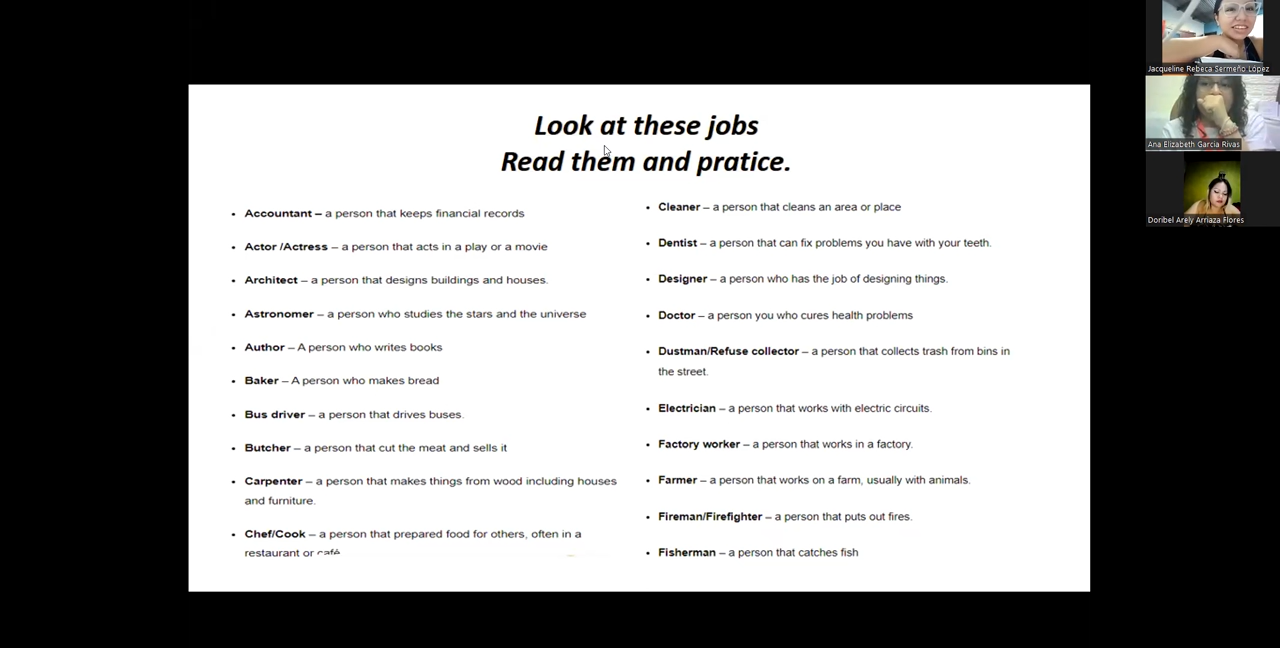 Look at these jobs
Read them and pratice.
• Accountant – a person that keeps financial records
• Actor /Actress – a person that acts in a play or a movie
• Architect – a person that designs buildings and houses.
• Astronomer – a person who studies the stars and the universe
• Author – A person who writes books
• Baker – A person who makes bread
• Bus driver – a person that drives buses.
• Butcher – a person that cut the meat and sells it
• Carpenter – a person that makes things from wood including houses
and furniture.
• Chef/Cook – a person that prepared food for others, often in a
restaurant or café
• Cleaner – a person that cleans an area or place
• Dentist – a person that can fix problems you have with your teeth.
• Designer – a person who has the job of designing things.
• Doctor – a person you who cures health problems
• Dustman/Refuse collector – a person that collects trash from bins in
the street.
• Electrician – a person that works with electric circuits.
• Factory worker – a person that works in a factory.
• Farmer – a person that works on a farm, usually with animals.
• Fireman/Firefighter – a person that puts out fires.
• Fisherman – a person that catches fish
Jacqueline Rebeca Sermeño López
Ana Elizabeth Garcia Rivas
Doribel Arely Arriaza Flores